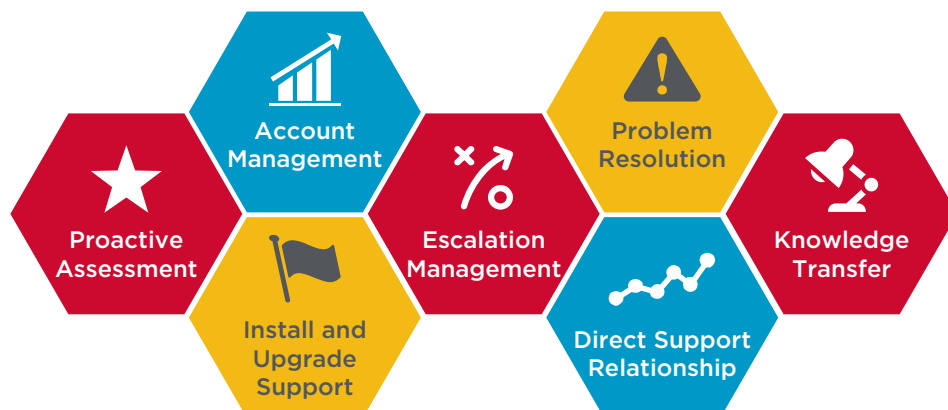 Account
Management
Problem
Resolution
Proactive
Assessment
Escalation
Management
Knowledge
Transfer
Install and
Upgrade
Support
Direct Support
Relationship